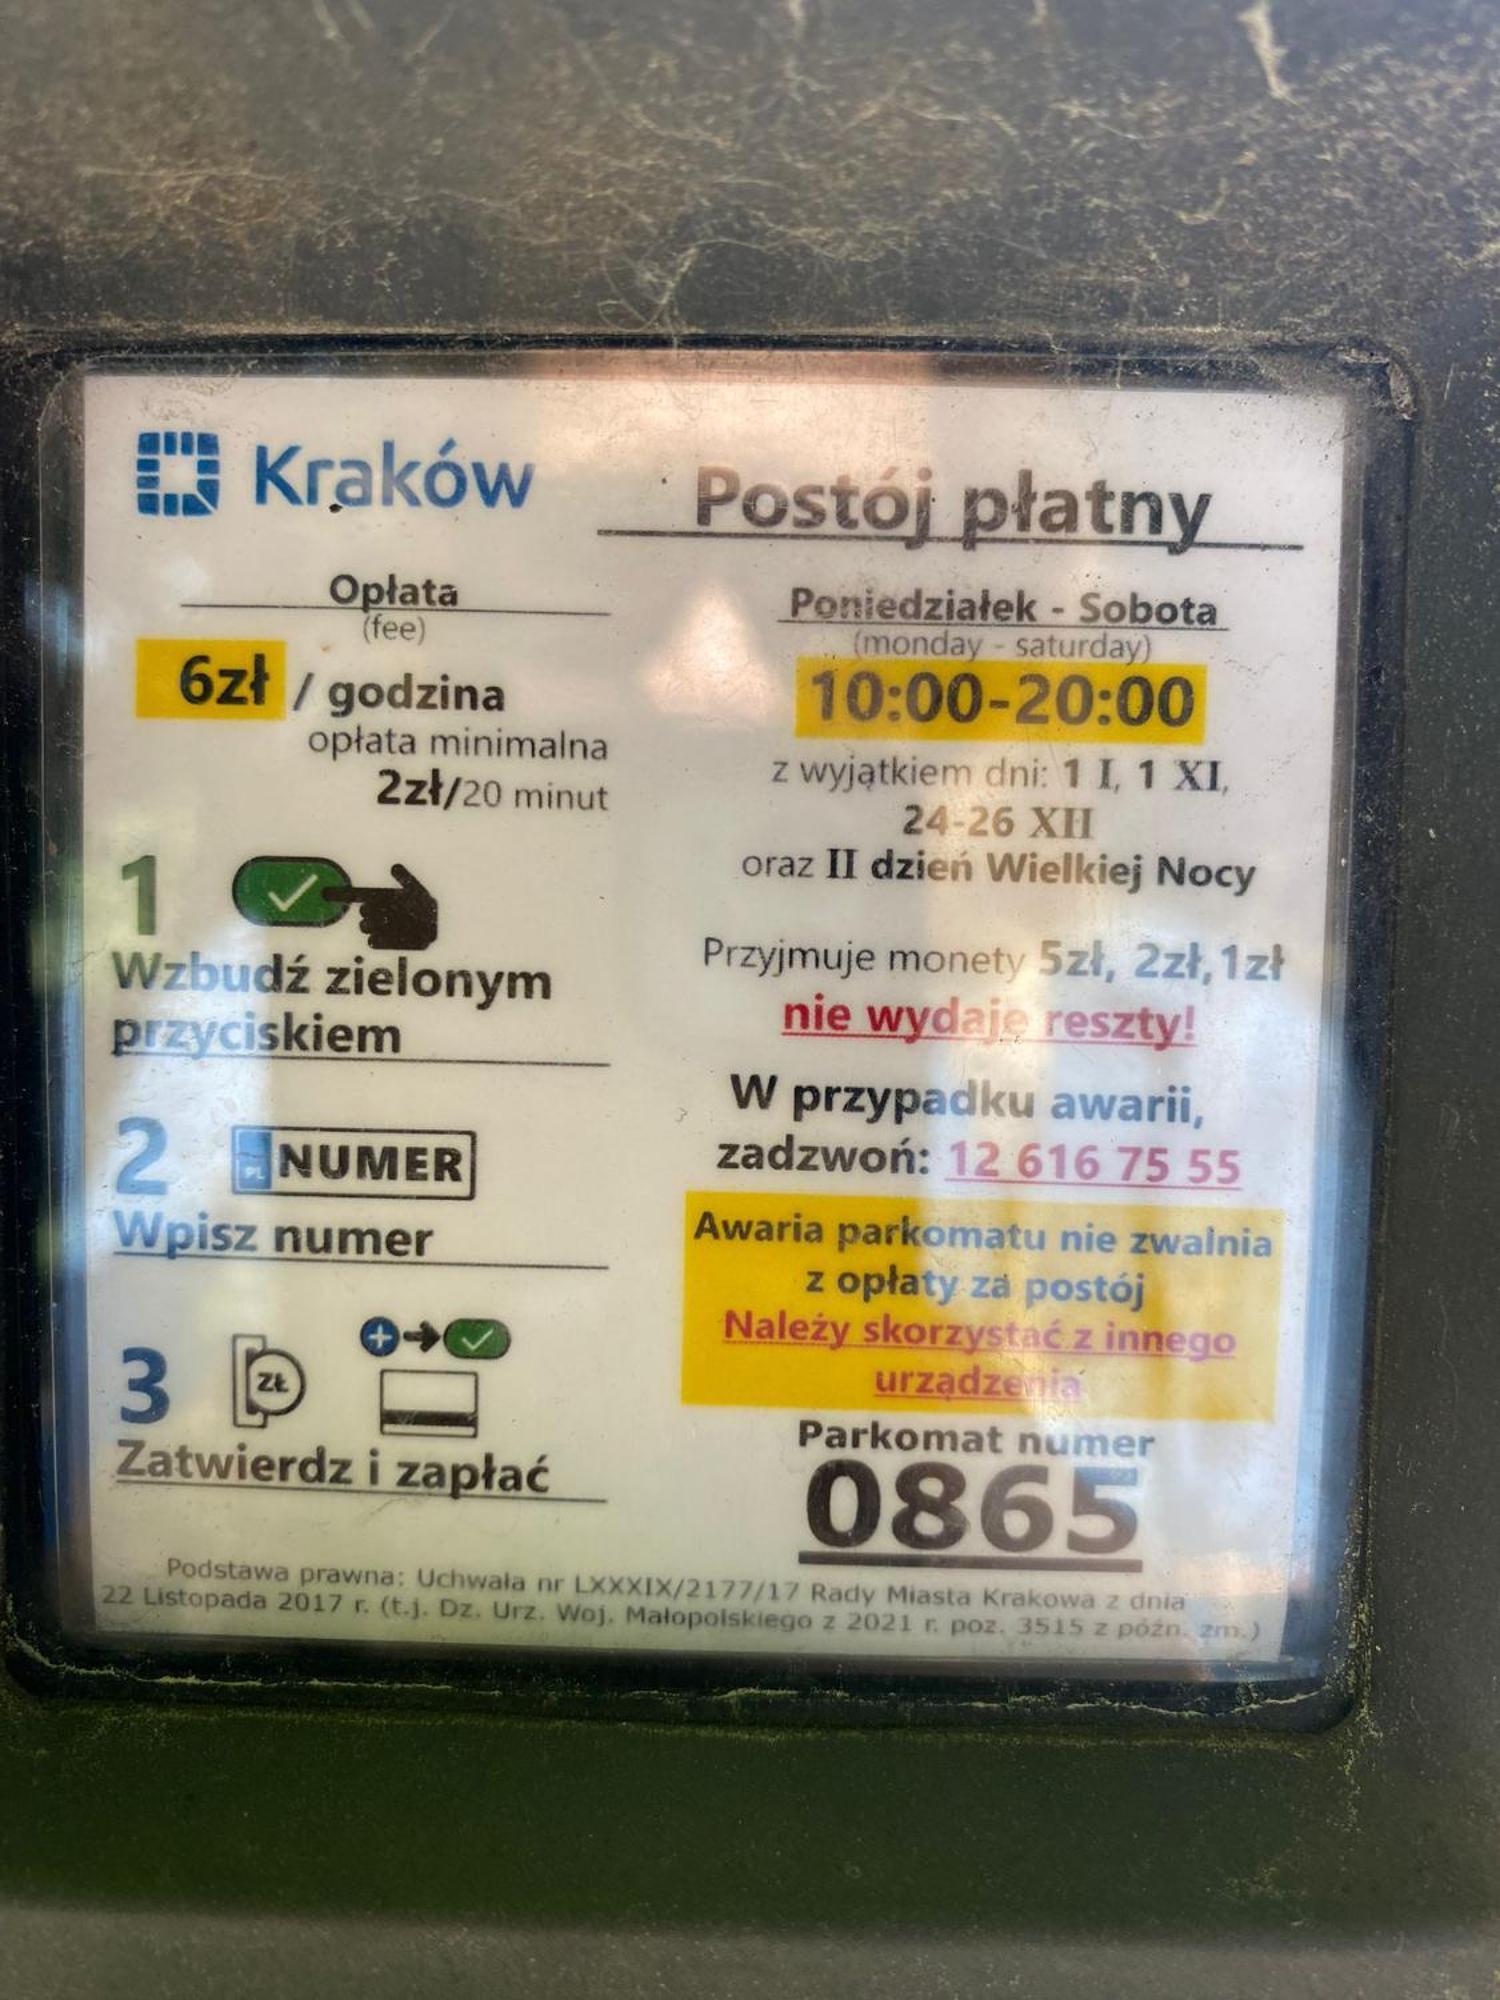 Kraków
Postój płatny
Opłata
(fee)
6zł / godzina
opłata minimalna
2zł/20 minut
1
Wzbudź zielonym
przyciskiem
2
PL NUMER
Wpisz numer
3
ZŁ
Zatwierdz i zapłać
Poniedziałek - Sobota
(monday - saturday)
10:00-20:00
z wyjątkiem dni: 1 I, 1 XI,
24-26 XII
oraz II dzień Wielkiej Nocy
Przyjmuje monety 5zł, 2zł,1zł
nie wydaje reszty!
W przypadku awarii,
zadzwoń: 12 616 75 55
Awaria parkomatu nie zwalnia
z opłaty za postój
Należy skorzystać z innego
urządzenia
Parkomat numer
0865
Podstawa prawna: Uchwała nr LXXXIX/2177/17 Rady Miasta Krakowa z dnia
22 Listopada 2017 r. (t.j. Dz. Urz. Woj. Małopolskiego z 2021 r. poz. 3515 z późn. zm.)